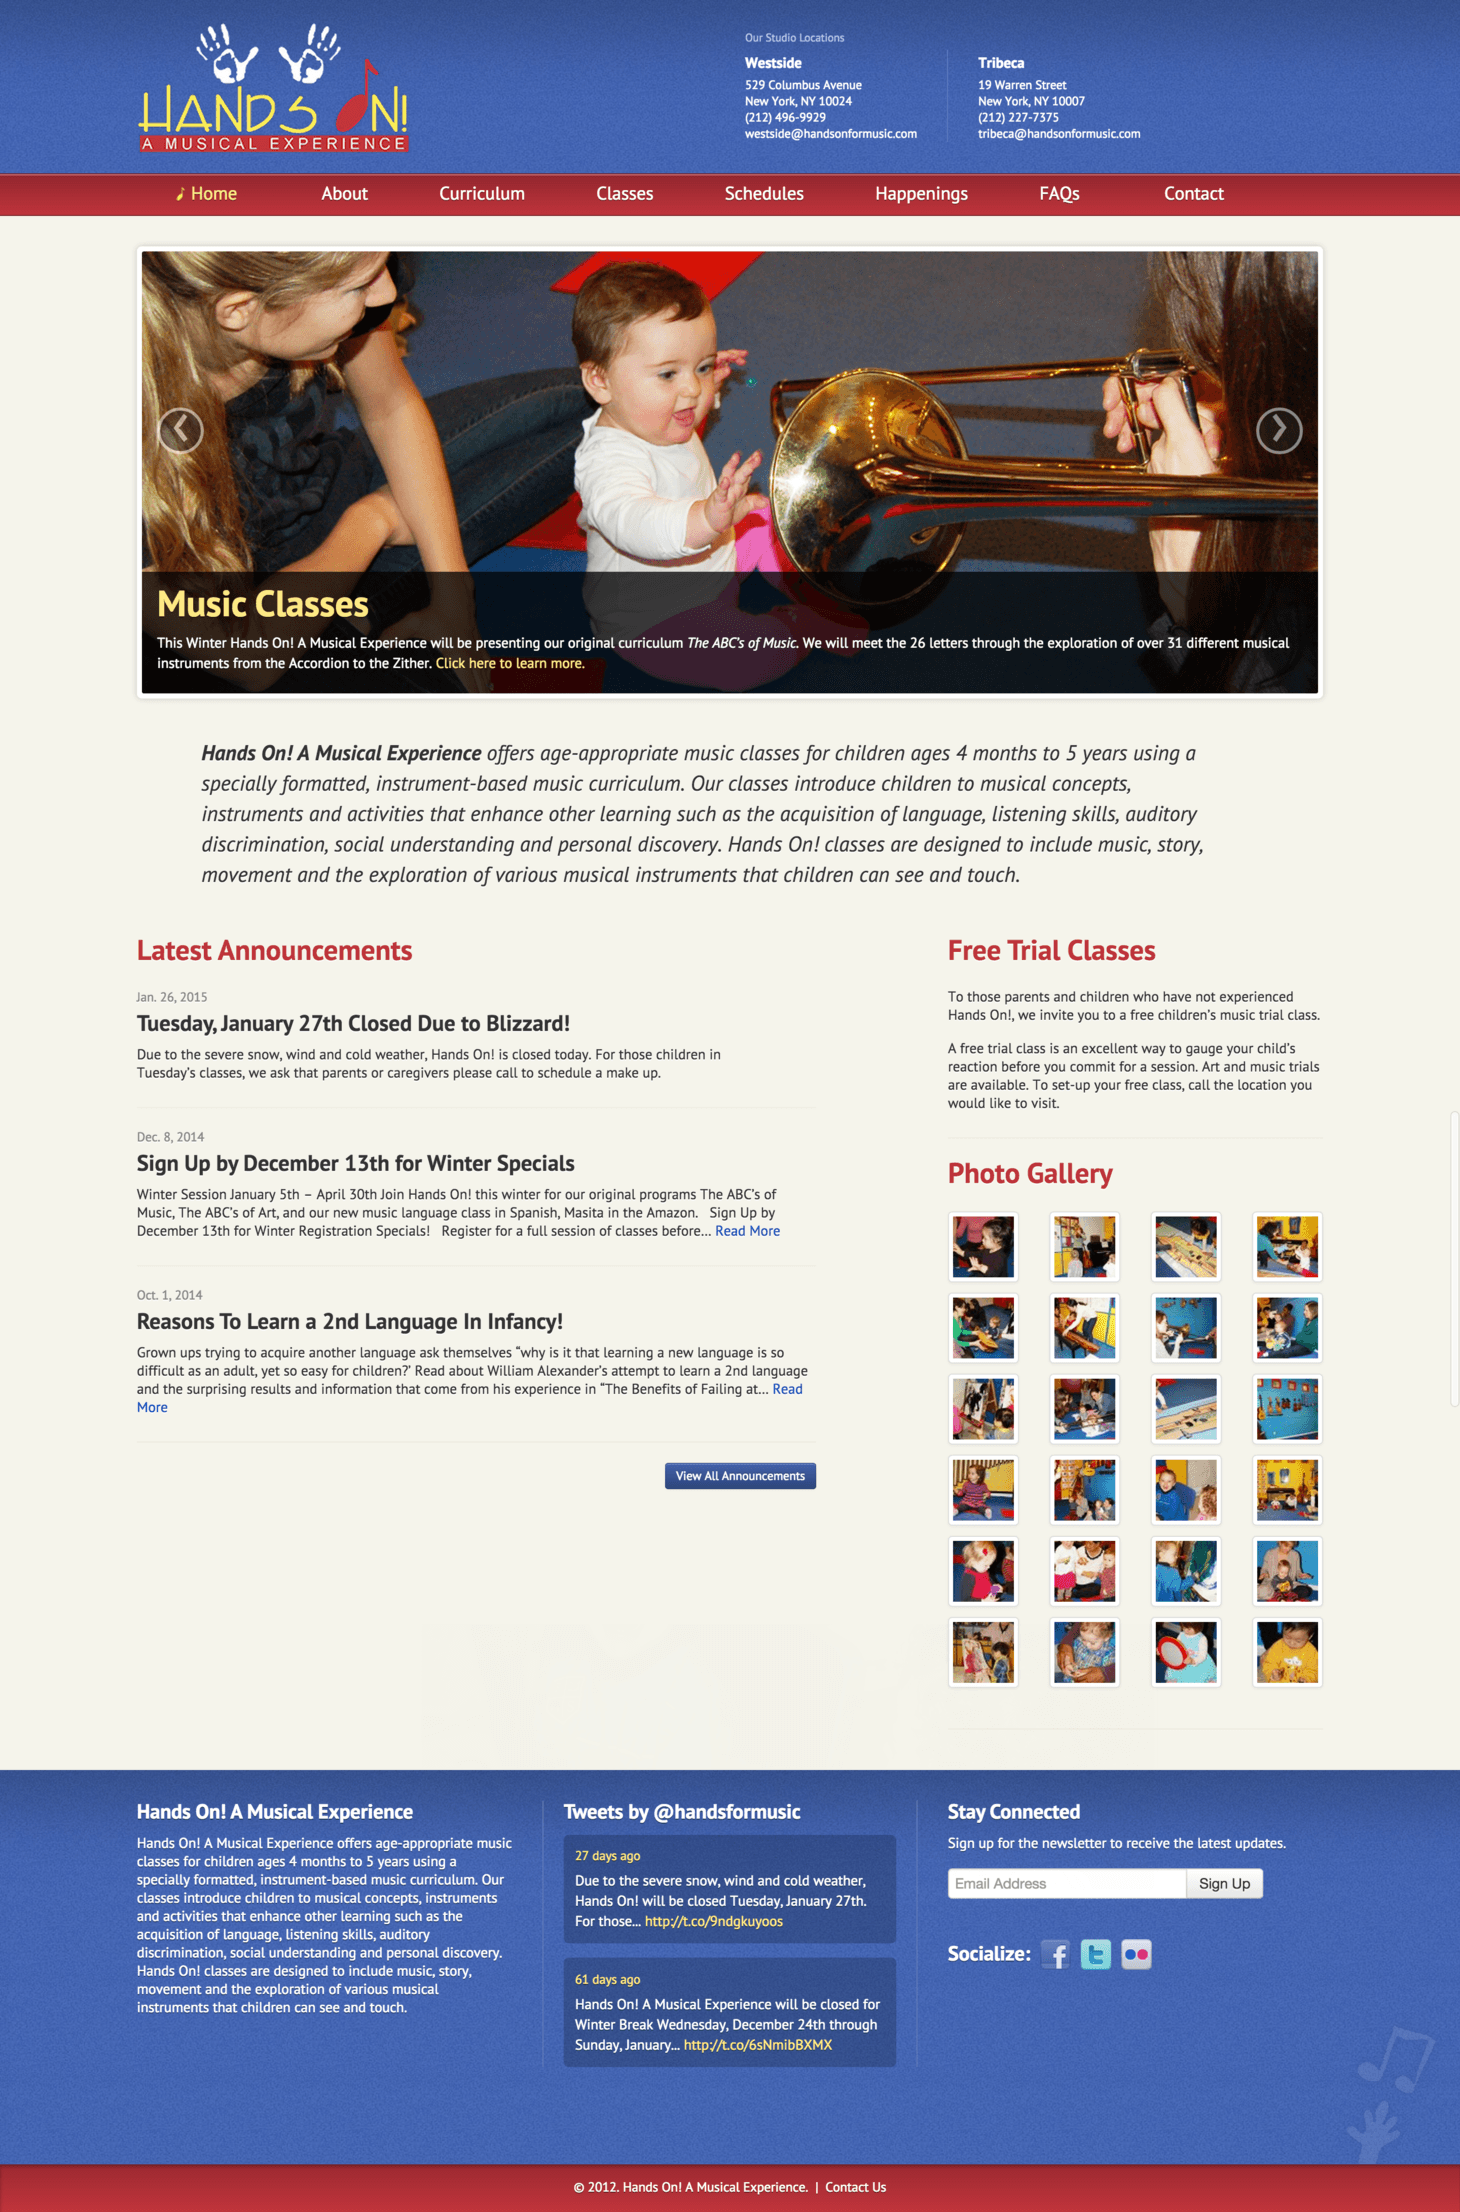 HANDS ON!
A MUSICAL EXPERIENCE
Our Studio Locations
Westside
529 Columbus Avenue
New York, NY 10024
(212) 496-9929
westside@handsonformusic.com
Tribeca
19 Warren Street
New York, NY 10007
(212) 227-7375
tribeca@handsonformusic.com
Home About Curriculum Classes Schedules Happenings FAQs Contact
Music Classes
This Winter Hands On! A Musical Experience will be presenting our original curriculum The ABC's of Music. We will meet the 26 letters through the exploration of over 31 different musical
instruments from the Accordion to the Zither. Click here to learn more.
Hands On! A Musical Experience offers age-appropriate music classes for children ages 4 months to 5 years using a
specially formatted, instrument-based music curriculum. Our classes introduce children to musical concepts,
instruments and activities that enhance other learning such as the acquisition of language, listening skills, auditory
discrimination, social understanding and personal discovery. Hands On! classes are designed to include music, story,
movement and the exploration of various musical instruments that children can see and touch.
Latest Announcements
Jan. 26, 2015
Tuesday, January 27th Closed Due to Blizzard!
Due to the severe snow, wind and cold weather, Hands On! is closed today. For those children in
Tuesday's classes, we ask that parents or caregivers please call to schedule a make up.
Dec. 8, 2014
Sign Up by December 13th for Winter Specials
Winter Session January 5th – April 30th Join Hands On! this winter for our original programs The ABC's of
Music, The ABC's of Art, and our new music language class in Spanish, Masita in the Amazon.   Sign Up by
December 13th for Winter Registration Specials!   Register for a full session of classes before... Read More
Oct. 1, 2014
Reasons To Learn a 2nd Language In Infancy!
Grown ups trying to acquire another language ask themselves “why is it that learning a new language is so
difficult as an adult, yet so easy for children?’ Read about William Alexander's attempt to learn a 2nd language
and the surprising results and information that come from his experience in “The Benefits of Failing at... Read
More
View All Announcements
Free Trial Classes
To those parents and children who have not experienced
Hands On!, we invite you to a free children's music trial class.
A free trial class is an excellent way to gauge your child's
reaction before you commit for a session. Art and music trials
are available. To set-up your free class, call the location you
would like to visit.
Photo Gallery
Hands On! A Musical Experience
Hands On! A Musical Experience offers age-appropriate music
classes for children ages 4 months to 5 years using a
specially formatted, instrument-based music curriculum. Our
classes introduce children to musical concepts, instruments
and activities that enhance other learning such as the
acquisition of language, listening skills, auditory
discrimination, social understanding and personal discovery.
Hands On! classes are designed to include music, story,
movement and the exploration of various musical
instruments that children can see and touch.
Tweets by @handsformusic
27 days ago
Due to the severe snow, wind and cold weather,
Hands On! will be closed Tuesday, January 27th.
For those... http://t.co/9ndgkuyoos
61 days ago
Hands On! A Musical Experience will be closed for
Winter Break Wednesday, December 24th through
Sunday, January... http://t.co/6sNmibBXMX
Stay Connected
Sign up for the newsletter to receive the latest updates.
Email Address Sign Up
Socialize:
© 2012. Hands On! A Musical Experience. | Contact Us